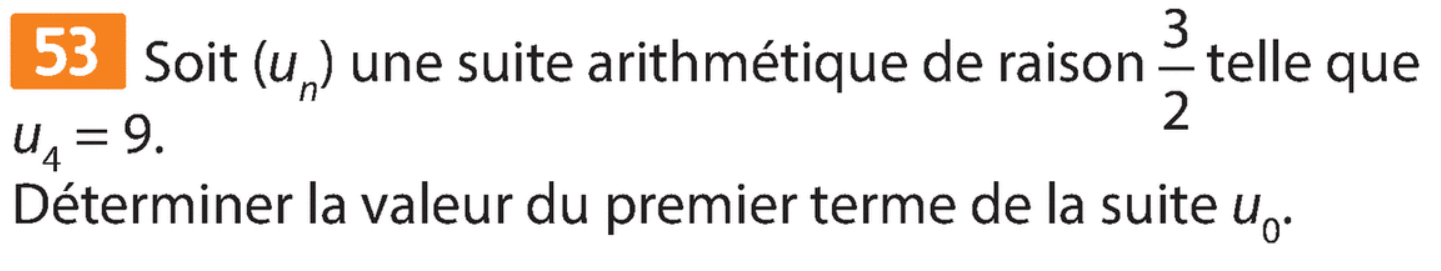 53 Soit (uₙ) une suite arithmétique de raison 3/2 telle que
u₄ = 9.
Déterminer la valeur du premier terme de la suite u₀.